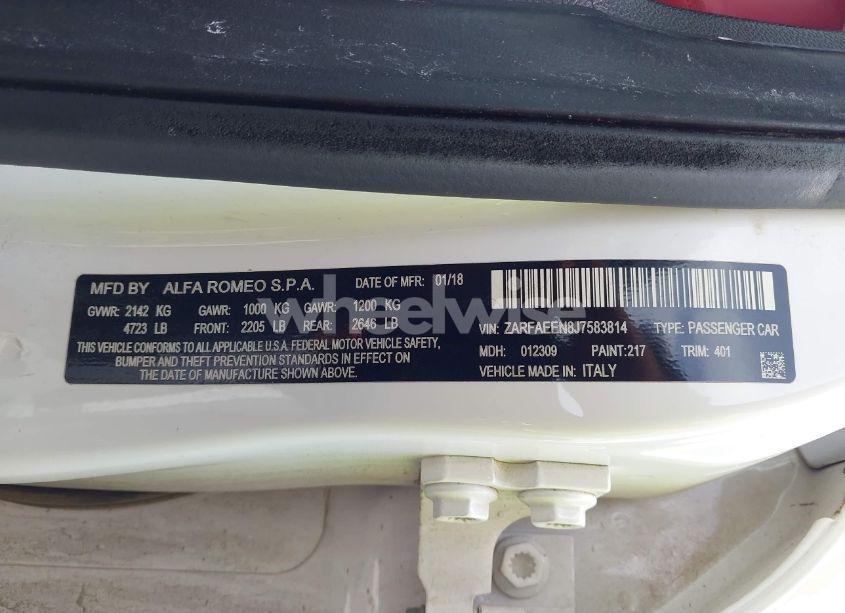 MFD BY ALFA ROMEO S.P.A. DATE OF MFR: 01/18
GVWR: 2142 KG GAWR: 1000 KG GAWR: 1200 KG
4723 LB FRONT: 2205 LB REAR: 2646 LB
THIS VEHICLE CONFORMS TO ALL APPLICABLE U.S.A. FEDERAL MOTOR VEHICLE SAFETY,
BUMPER AND THEFT PREVENTION STANDARDS IN EFFECT ON
THE DATE OF MANUFACTURE SHOWN ABOVE.
VIN: ZARFAEEN8J7583814 TYPE: PASSENGER CAR
MDH: 012309 PAINT: 217 TRIM: 401
VEHICLE MADE IN: ITALY
wheelwise